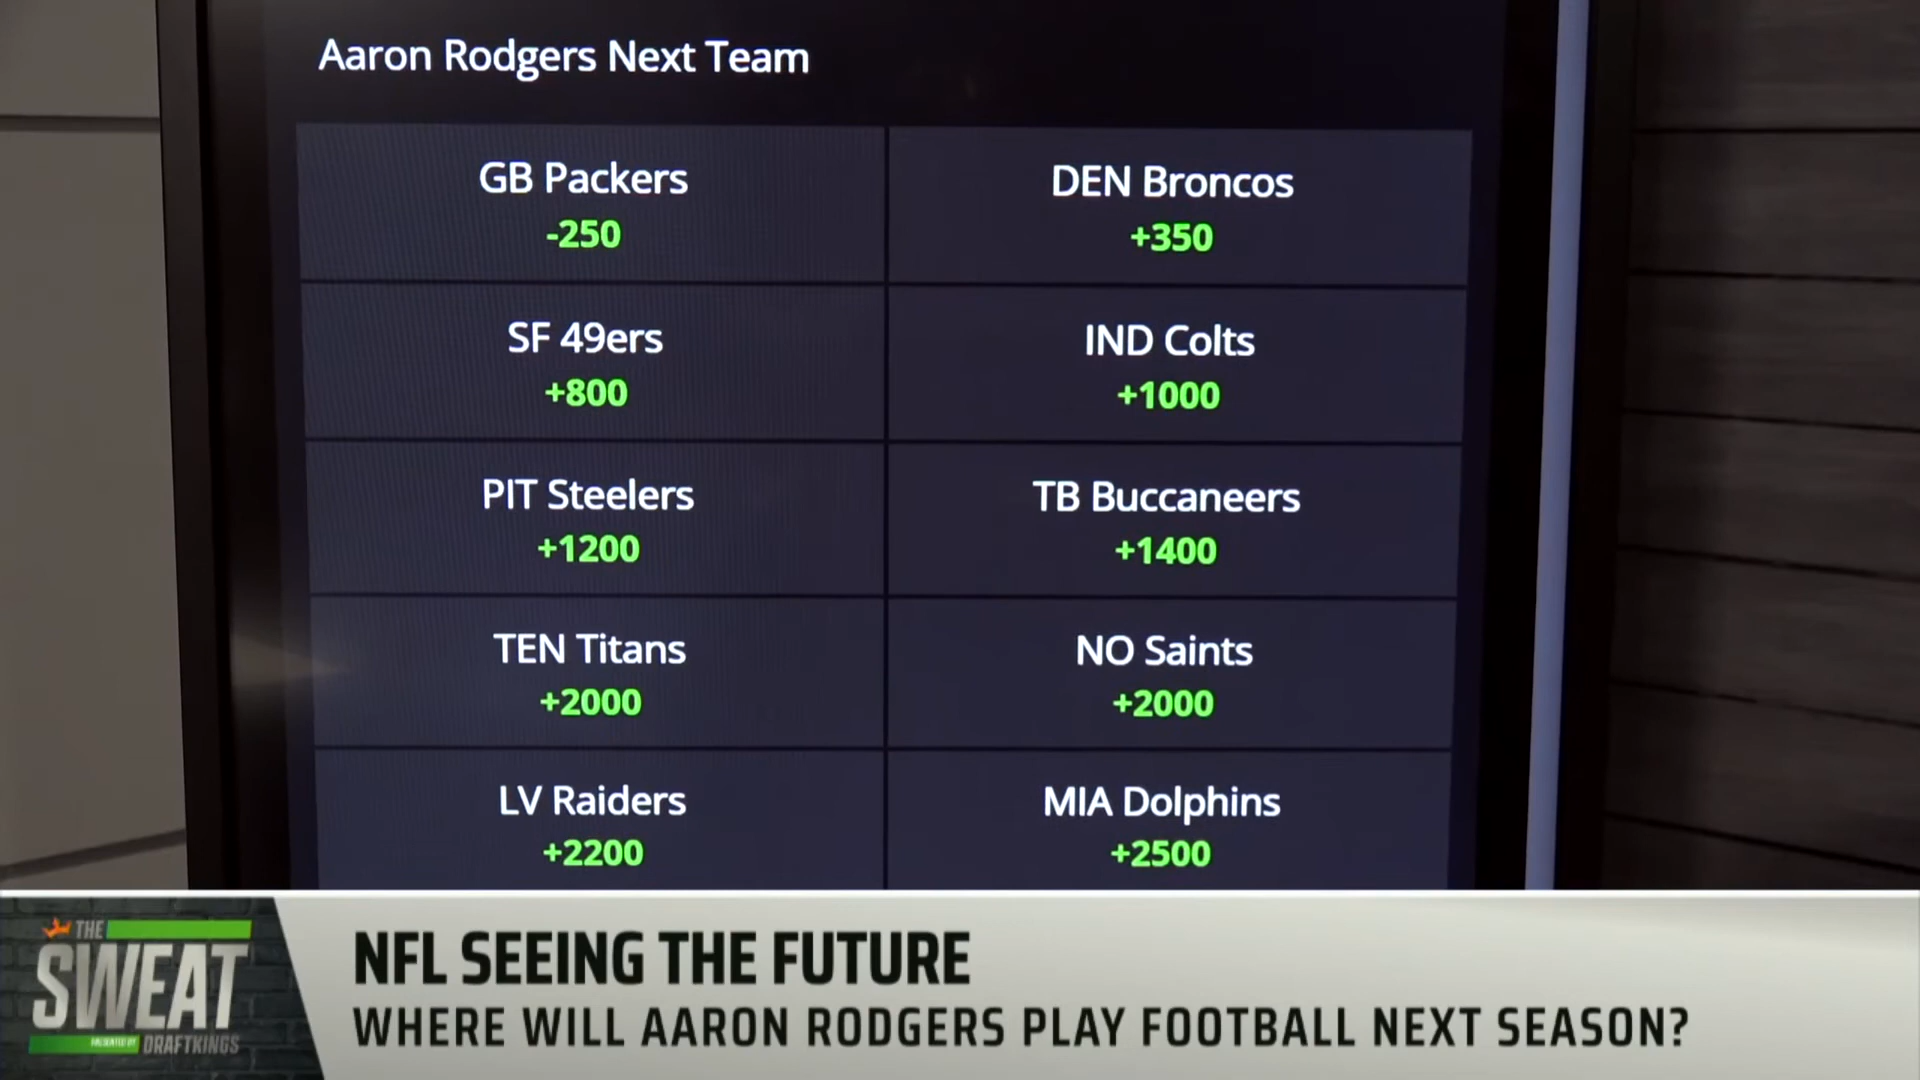 Aaron Rodgers Next Team
GB Packers
-250
DEN Broncos
+350
SF 49ers
+800
IND Colts
+1000
PIT Steelers
+1200
TB Buccaneers
+1400
TEN Titans
+2000
NO Saints
+2000
LV Raiders
+2200
MIA Dolphins
+2500
THE
SWEAT
PRESENTED BY DRAFTKINGS
NFL SEEING THE FUTURE
WHERE WILL AARON RODGERS PLAY FOOTBALL NEXT SEASON?